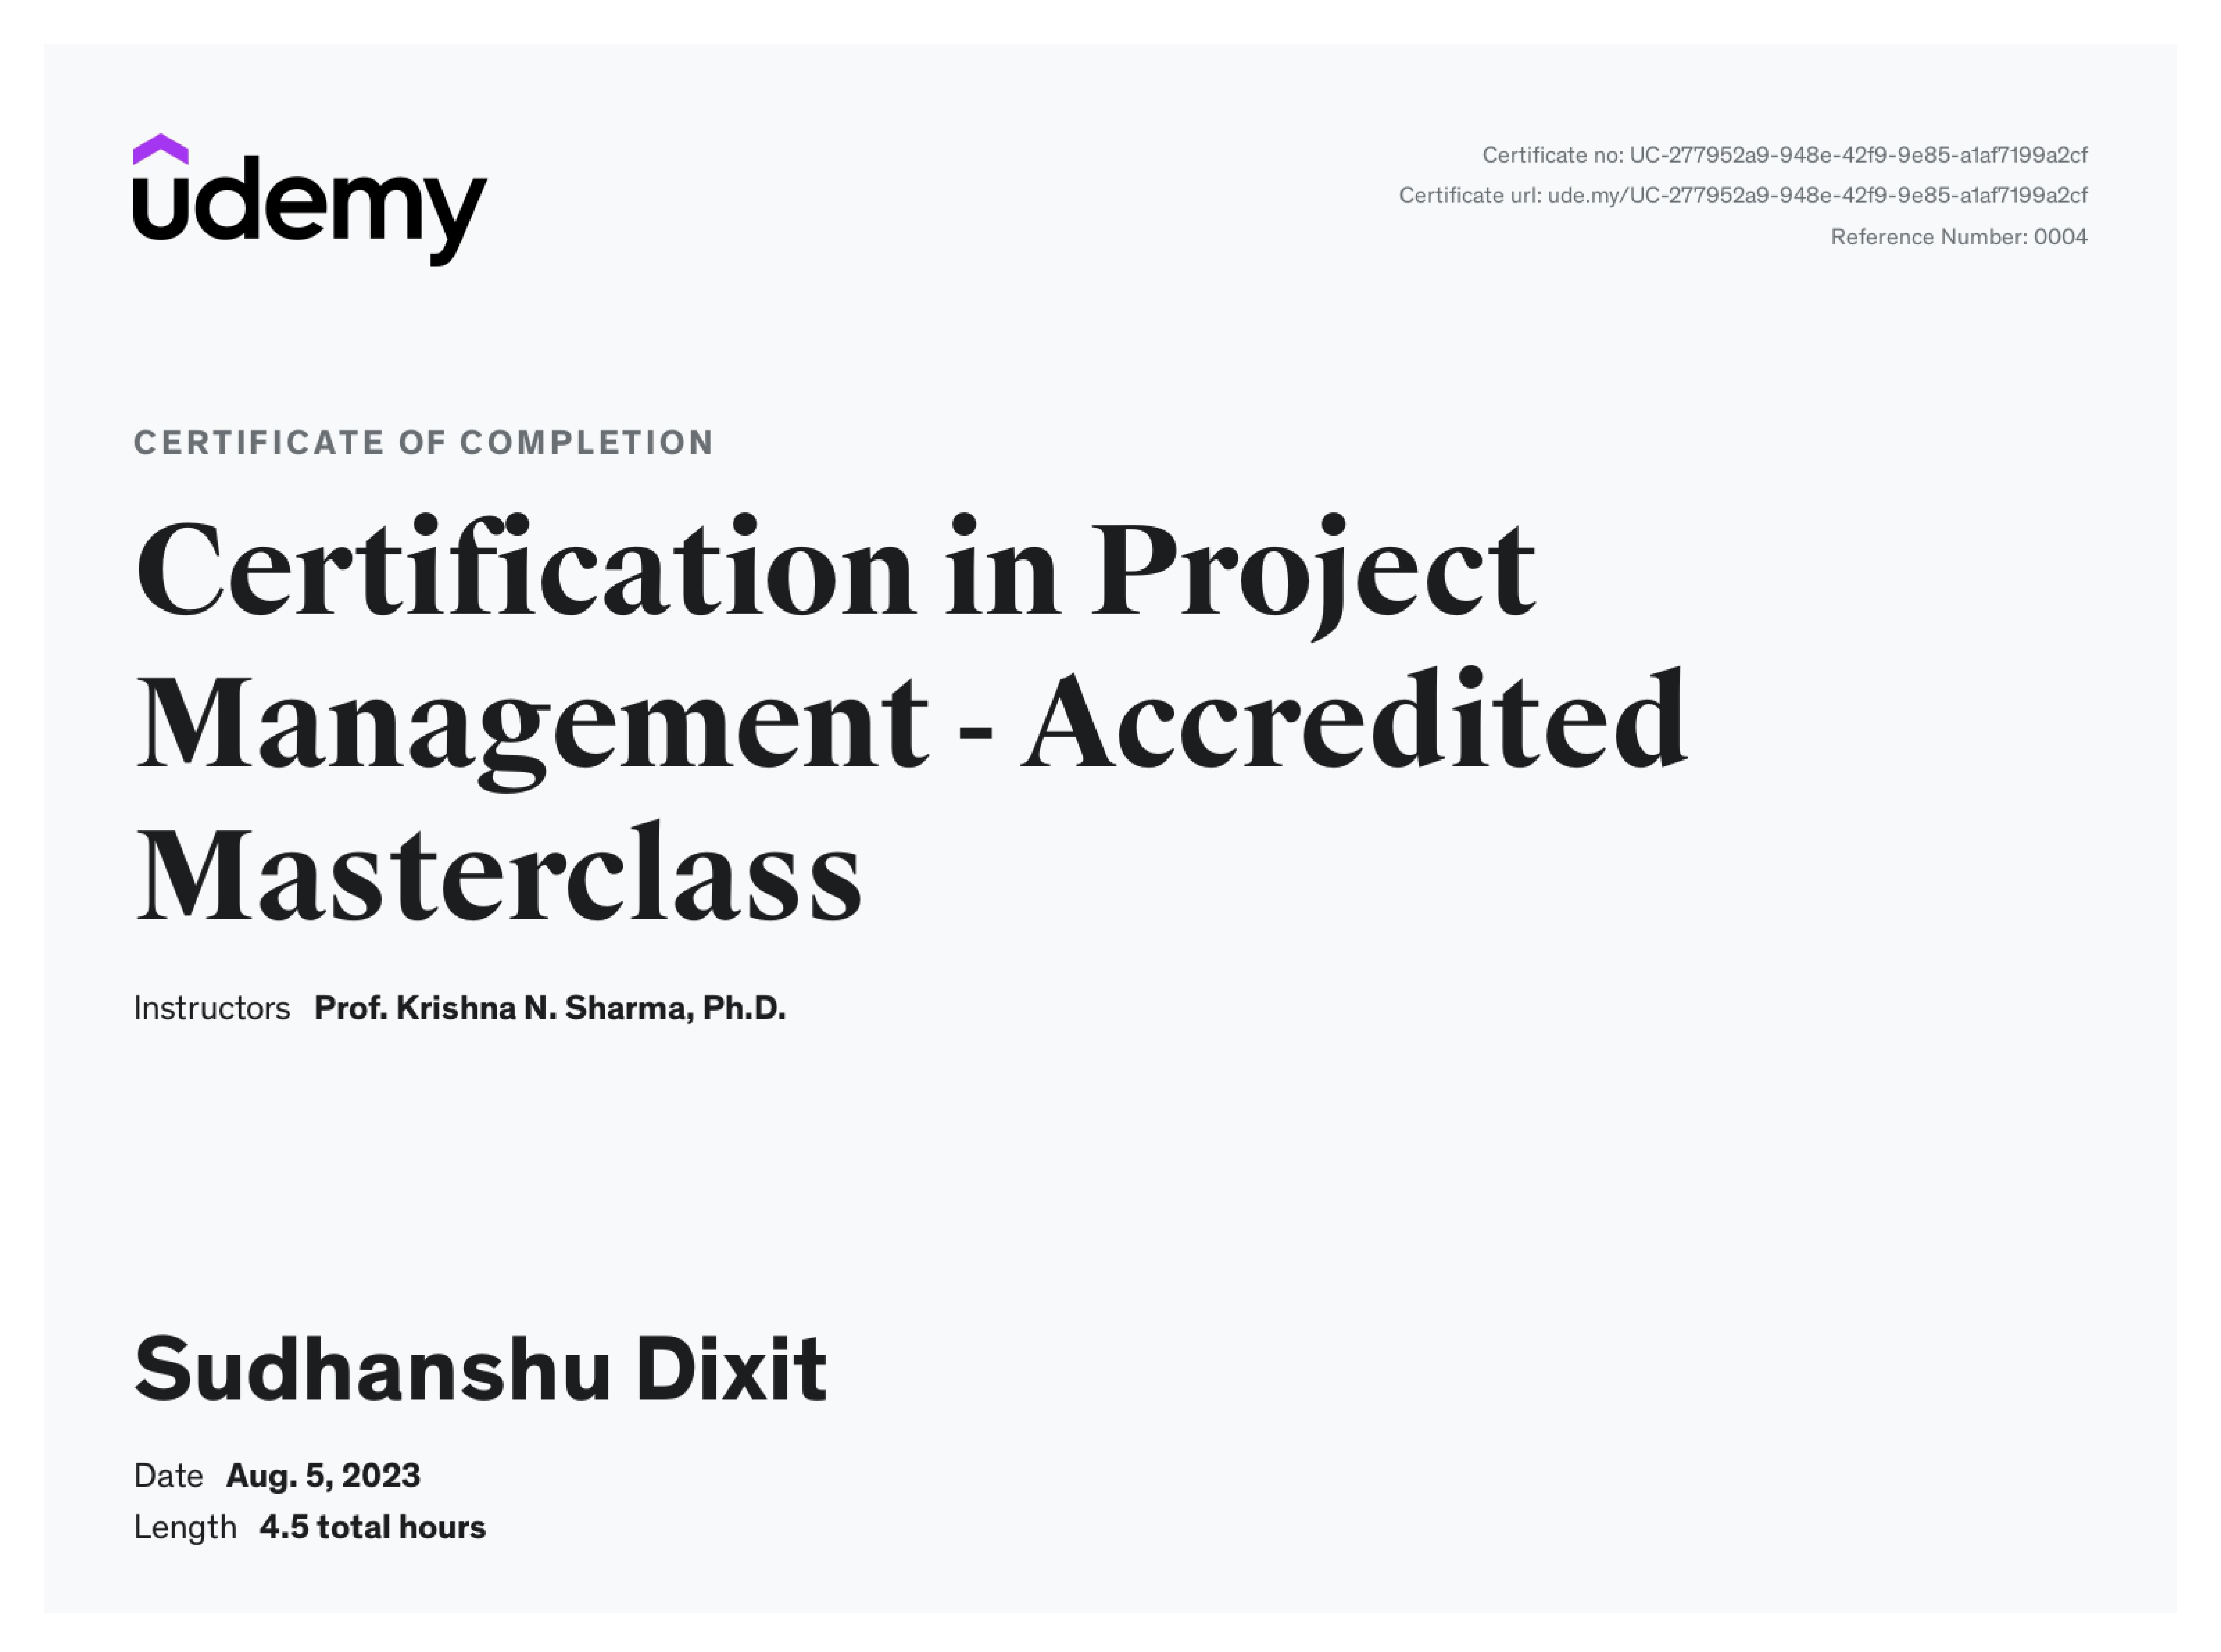 udemy
Certificate no: UC-277952a9-948e-42f9-9e85-a1af7199a2cf
Certificate url: ude.my/UC-277952a9-948e-42f9-9e85-a1af7199a2cf
Reference Number: 0004
CERTIFICATE OF COMPLETION
Certification in Project
Management - Accredited
Masterclass
Instructors Prof. Krishna N. Sharma, Ph.D.
Sudhanshu Dixit
Date Aug. 5, 2023
Length 4.5 total hours